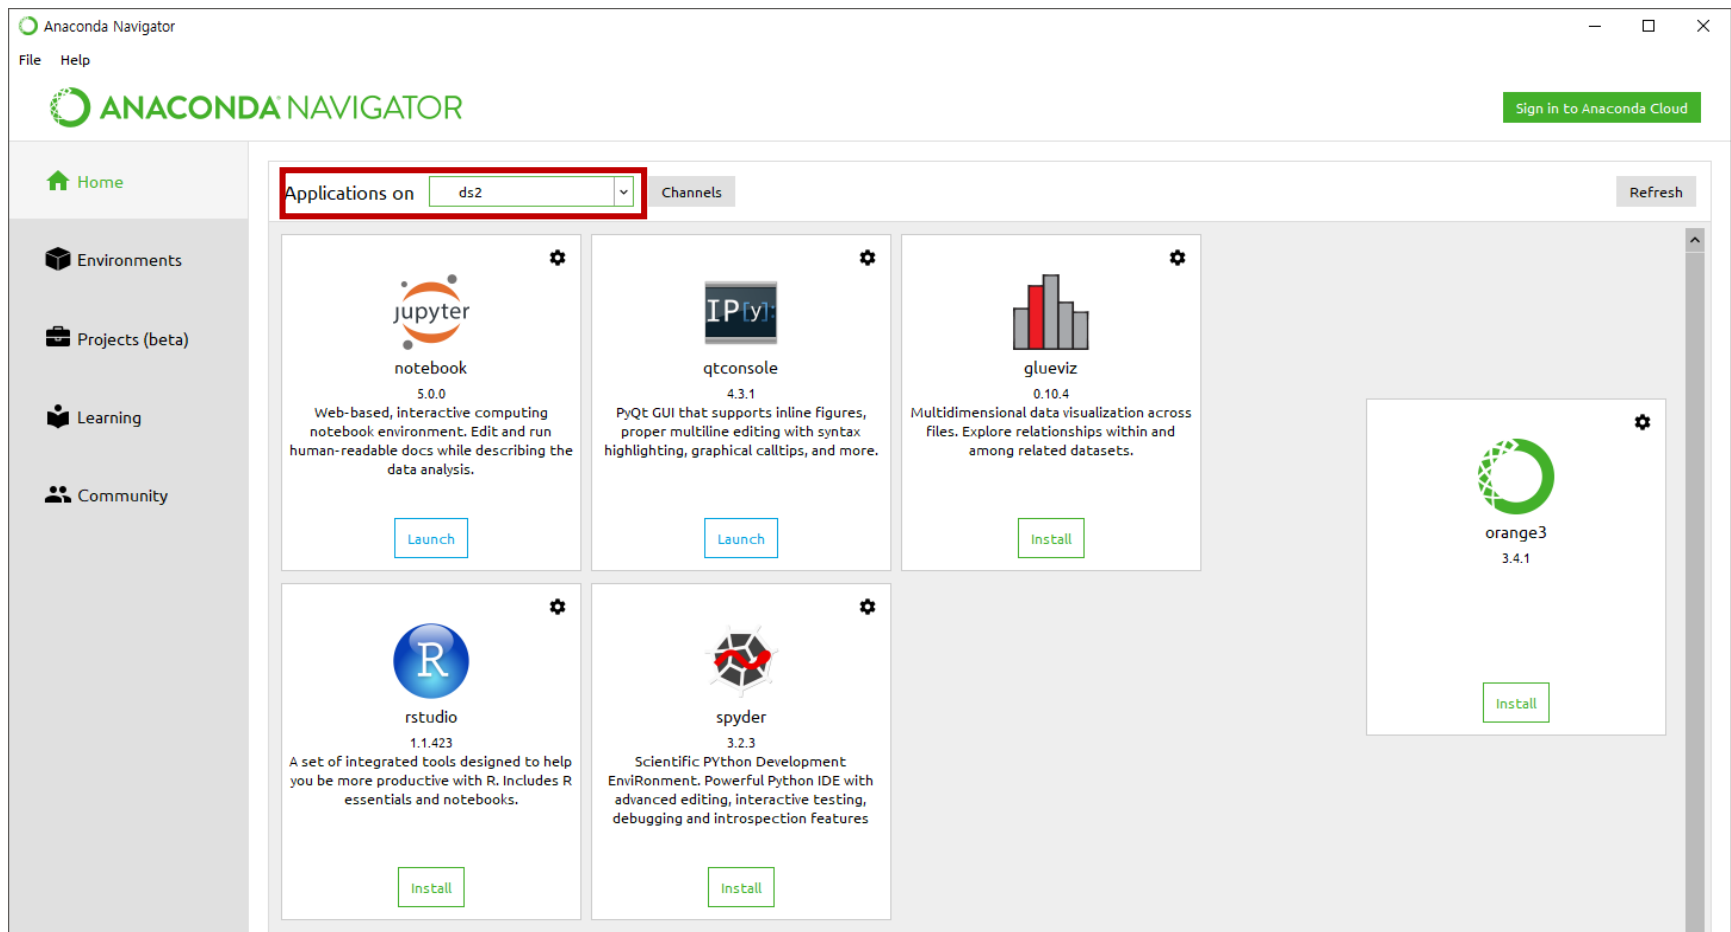 Anaconda Navigator
File Help
ANACONDA NAVIGATOR
Sign in to Anaconda Cloud
Home
Environments
Projects (beta)
Learning
Community
Applications on ds2 Channels Refresh
jupyter
notebook
5.0.0
Web-based, interactive computing
notebook environment. Edit and run
human-readable docs while describing the
data analysis.
Launch
IP[y]:
qtconsole
4.3.1
PyQt GUI that supports inline figures,
proper multiline editing with syntax
highlighting, graphical calltips, and more.
Launch
glueviz
0.10.4
Multidimensional data visualization across
files. Explore relationships within and
among related datasets.
Install
orange3
3.4.1
Install
R
rstudio
1.1.423
A set of integrated tools designed to help
you be more productive with R. Includes R
essentials and notebooks.
Install
spyder
3.2.3
Scientific PYthon Development
EnviRonment. Powerful Python IDE with
advanced editing, interactive testing,
debugging and introspection features
Install